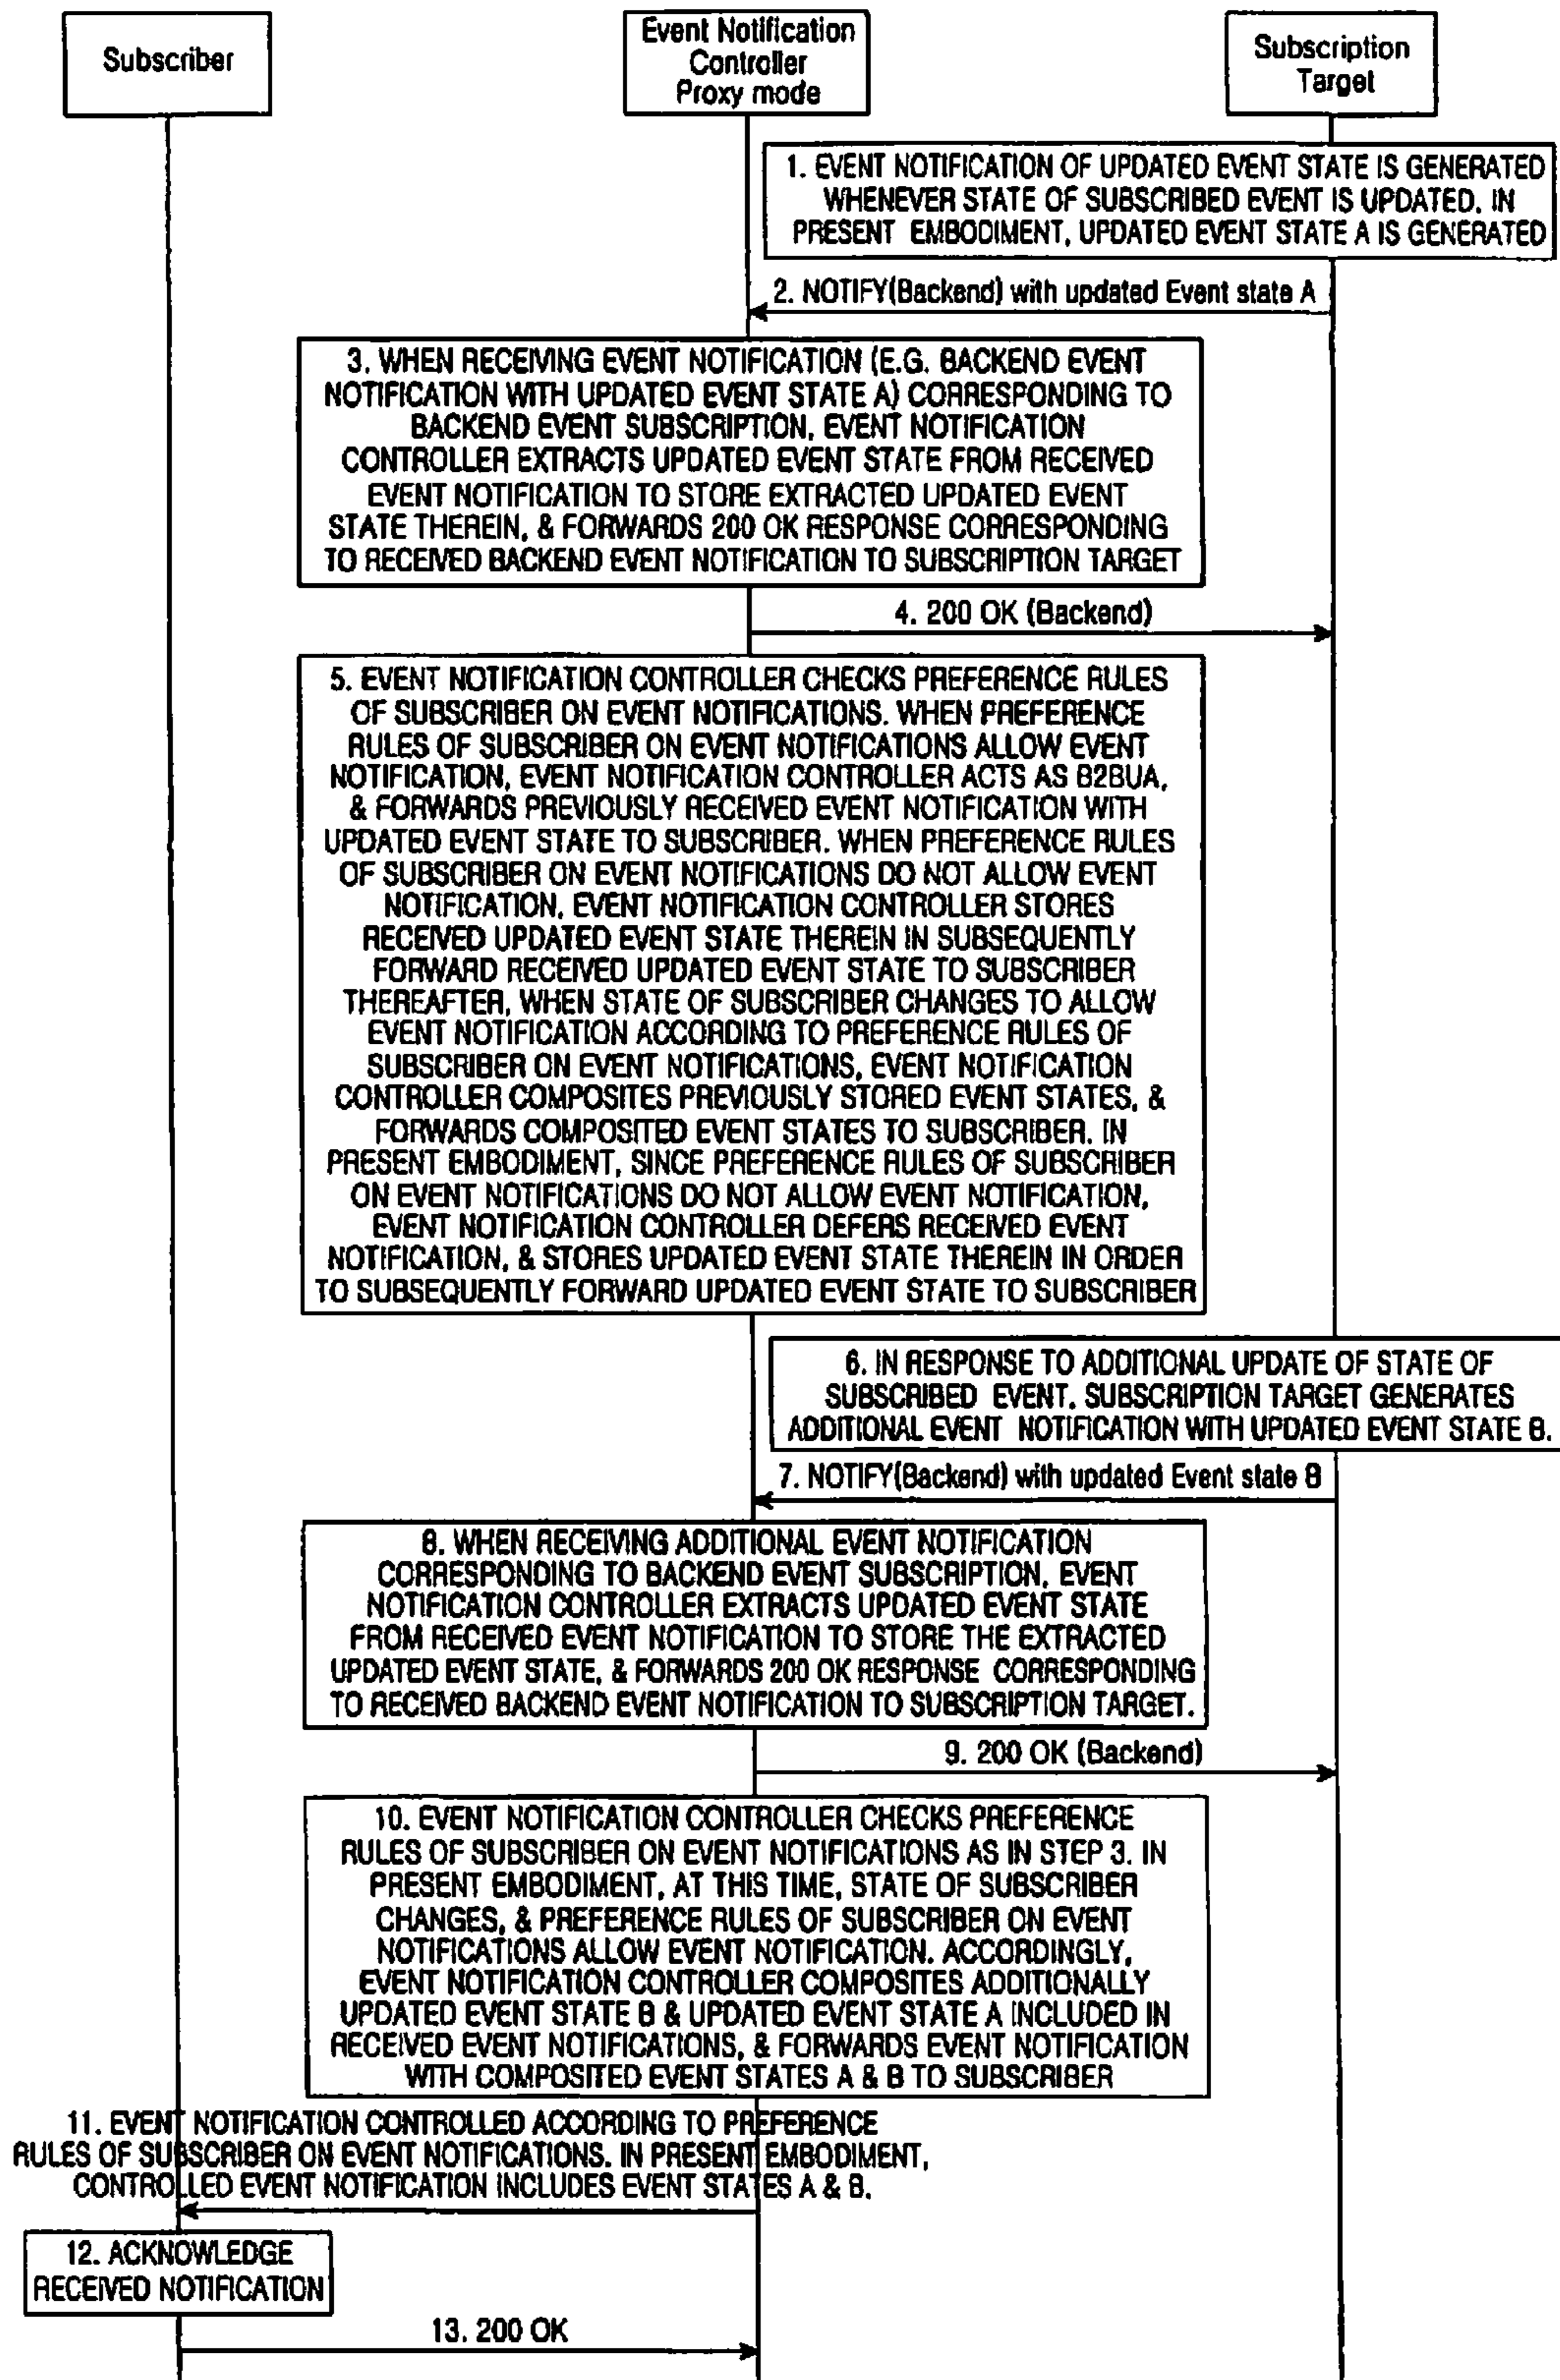 Subscriber
Event Notification
Controller
Proxy mode
Subscription
Target
1. EVENT NOTIFICATION OF UPDATED EVENT STATE IS GENERATED
WHENEVER STATE OF SUBSCRIBED EVENT IS UPDATED. IN
PRESENT EMBODIMENT, UPDATED EVENT STATE A IS GENERATED
2. NOTIFY(Backend) with updated Event state A
3. WHEN RECEIVING EVENT NOTIFICATION (E.G. BACKEND EVENT
NOTIFICATION WITH UPDATED EVENT STATE A) CORRESPONDING TO
BACKEND EVENT SUBSCRIPTION, EVENT NOTIFICATION
CONTROLLER EXTRACTS UPDATED EVENT STATE FROM RECEIVED
EVENT NOTIFICATION TO STORE EXTRACTED UPDATED EVENT
STATE THEREIN, & FORWARDS 200 OK RESPONSE CORRESPONDING
TO RECEIVED BACKEND EVENT NOTIFICATION TO SUBSCRIPTION TARGET
4. 200 OK (Backend)
5. EVENT NOTIFICATION CONTROLLER CHECKS PREFERENCE RULES
OF SUBSCRIBER ON EVENT NOTIFICATIONS. WHEN PREFERENCE
RULES OF SUBSCRIBER ON EVENT NOTIFICATIONS ALLOW EVENT
NOTIFICATION, EVENT NOTIFICATION CONTROLLER ACTS AS B2BUA,
& FORWARDS PREVIOUSLY RECEIVED EVENT NOTIFICATION WITH
UPDATED EVENT STATE TO SUBSCRIBER. WHEN PREFERENCE RULES
OF SUBSCRIBER ON EVENT NOTIFICATIONS DO NOT ALLOW EVENT
NOTIFICATION, EVENT NOTIFICATION CONTROLLER STORES
RECEIVED UPDATED EVENT STATE THEREIN IN SUBSEQUENTLY
FORWARD RECEIVED UPDATED EVENT STATE TO SUBSCRIBER
THEREAFTER, WHEN STATE OF SUBSCRIBER CHANGES TO ALLOW
EVENT NOTIFICATION ACCORDING TO PREFERENCE RULES OF
SUBSCRIBER ON EVENT NOTIFICATIONS, EVENT NOTIFICATION
CONTROLLER COMPOSITES PREVIOUSLY STORED EVENT STATES, &
FORWARDS COMPOSITED EVENT STATES TO SUBSCRIBER. IN
PRESENT EMBODIMENT, SINCE PREFERENCE RULES OF SUBSCRIBER
ON EVENT NOTIFICATIONS DO NOT ALLOW EVENT NOTIFICATION,
EVENT NOTIFICATION CONTROLLER DEFERS RECEIVED EVENT
NOTIFICATION, & STORES UPDATED EVENT STATE THEREIN IN ORDER
TO SUBSEQUENTLY FORWARD UPDATED EVENT STATE TO SUBSCRIBER
6. IN RESPONSE TO ADDITIONAL UPDATE OF STATE OF
SUBSCRIBED EVENT, SUBSCRIPTION TARGET GENERATES
ADDITIONAL EVENT NOTIFICATION WITH UPDATED EVENT STATE B.
7. NOTIFY(Backend) with updated Event state B
8. WHEN RECEIVING ADDITIONAL EVENT NOTIFICATION
CORRESPONDING TO BACKEND EVENT SUBSCRIPTION, EVENT
NOTIFICATION CONTROLLER EXTRACTS UPDATED EVENT STATE
FROM RECEIVED EVENT NOTIFICATION TO STORE THE EXTRACTED
UPDATED EVENT STATE, & FORWARDS 200 OK RESPONSE CORRESPONDING
TO RECEIVED BACKEND EVENT NOTIFICATION TO SUBSCRIPTION TARGET.
9. 200 OK (Backend)
10. EVENT NOTIFICATION CONTROLLER CHECKS PREFERENCE
RULES OF SUBSCRIBER ON EVENT NOTIFICATIONS AS IN STEP 3. IN
PRESENT EMBODIMENT, AT THIS TIME, STATE OF SUBSCRIBER
CHANGES, & PREFERENCE RULES OF SUBSCRIBER ON EVENT
NOTIFICATIONS ALLOW EVENT NOTIFICATION. ACCORDINGLY,
EVENT NOTIFICATION CONTROLLER COMPOSITES ADDITIONALLY
UPDATED EVENT STATE B & UPDATED EVENT STATE A INCLUDED IN
RECEIVED EVENT NOTIFICATIONS, & FORWARDS EVENT NOTIFICATION
WITH COMPOSITED EVENT STATES A & B TO SUBSCRIBER
11. EVENT NOTIFICATION CONTROLLED ACCORDING TO PREFERENCE
RULES OF SUBSCRIBER ON EVENT NOTIFICATIONS. IN PRESENT EMBODIMENT,
CONTROLLED EVENT NOTIFICATION INCLUDES EVENT STATES A & B.
12. ACKNOWLEDGE
RECEIVED NOTIFICATION
13. 200 OK